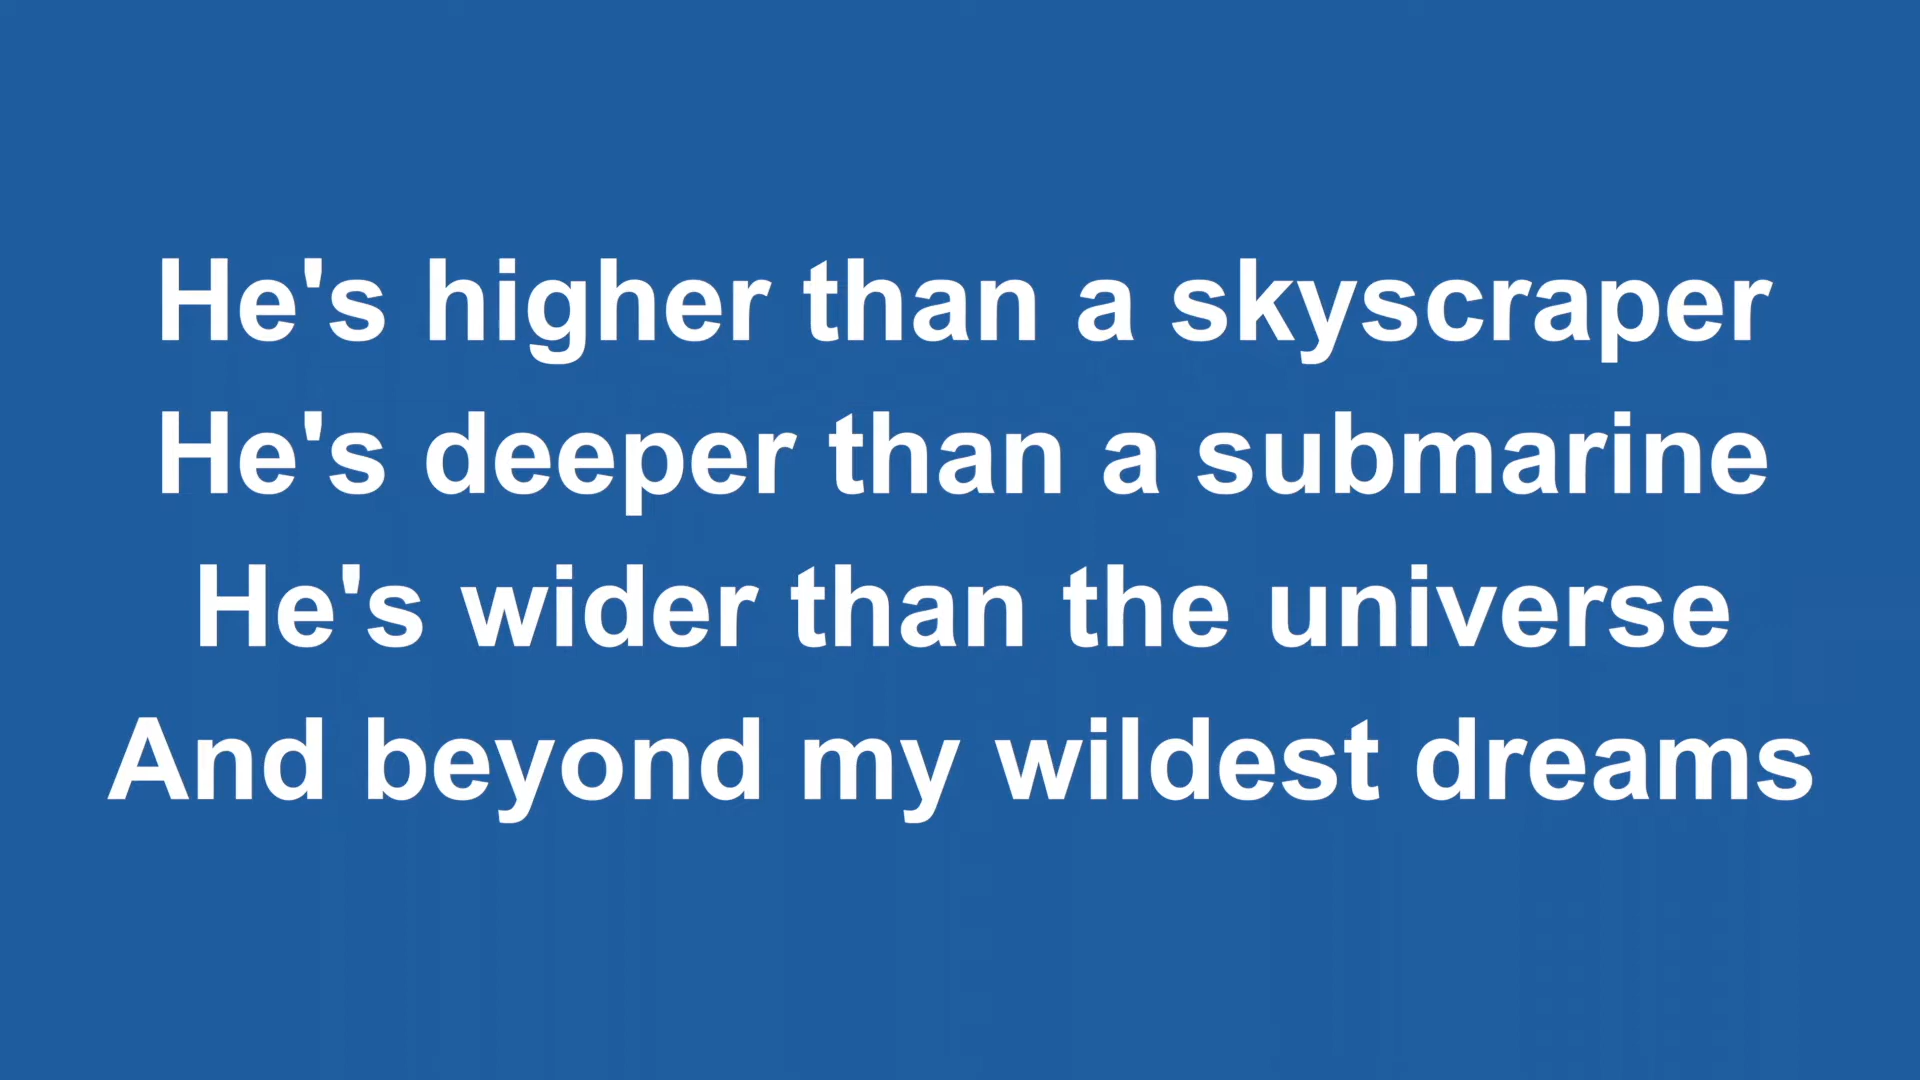 He's higher than a skyscraper
He's deeper than a submarine
He's wider than the universe
And beyond my wildest dreams